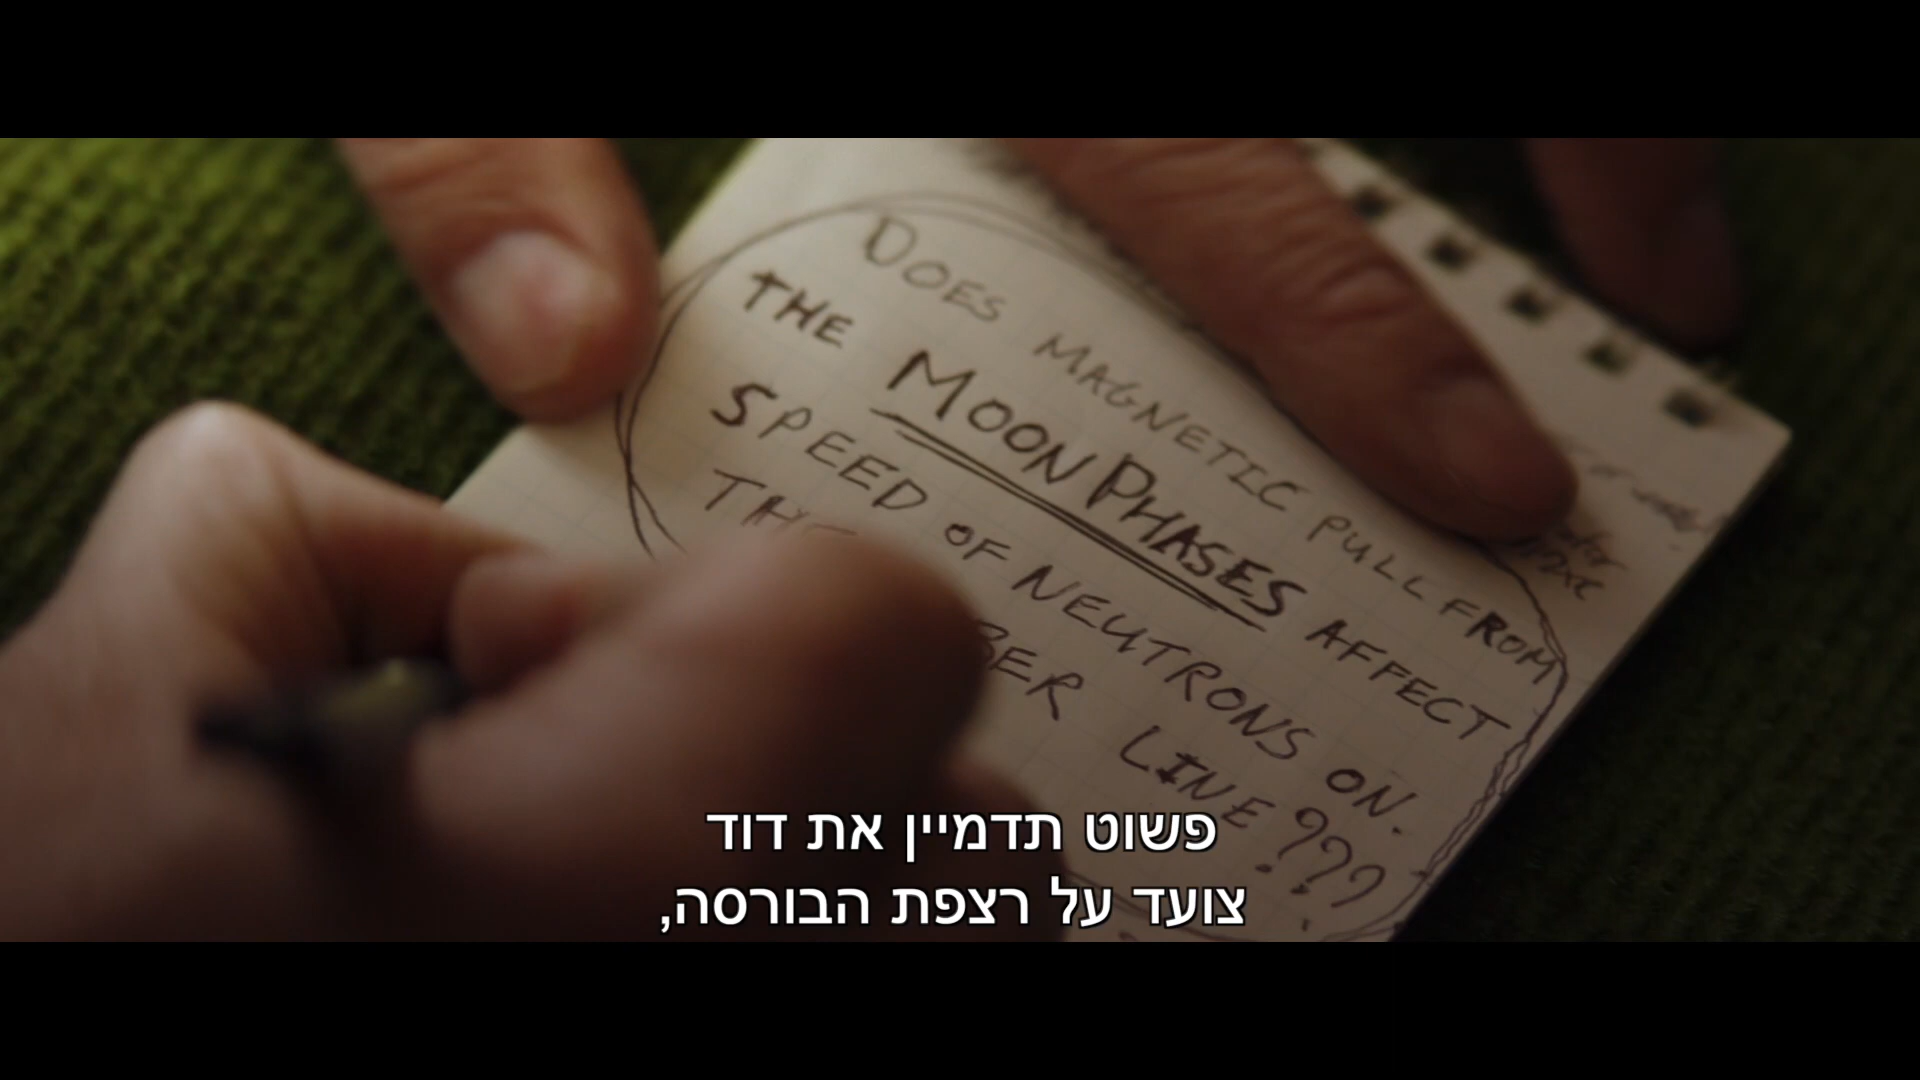 DOES MAGNETIC PULL FROM
THE MOON PHASES AFFECT
SPEED OF NEUTRONS ON.
LINE???
פשוט תדמיין את דוד
צועד על רצפת הבורסה,